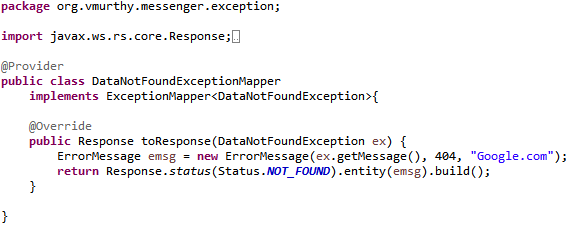 package org.vmurthy.messenger.exception;
import javax.ws.rs.core.Response;
@Provider
public class DataNotFoundExceptionMapper
    implements ExceptionMapper<DataNotFoundException>{
    @Override
    public Response toResponse(DataNotFoundException ex) {
        ErrorMessage emsg = new ErrorMessage(ex.getMessage(), 404, "Google.com");
        return Response.status(Status.NOT_FOUND).entity(emsg).build();
    }
}